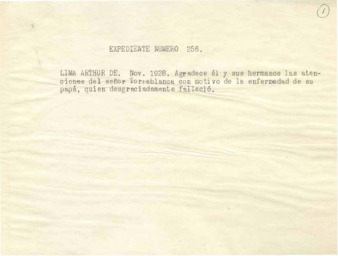 1
EXPEDIENTE NUMERO 256.
LIMA ARTHUR DE. Nov. 1928. Agradece él y sus hermanos las aten-
ciones del señor Torreblanca con motivo de la enfermedad de su
papá, quien desgraciadamente falleció.